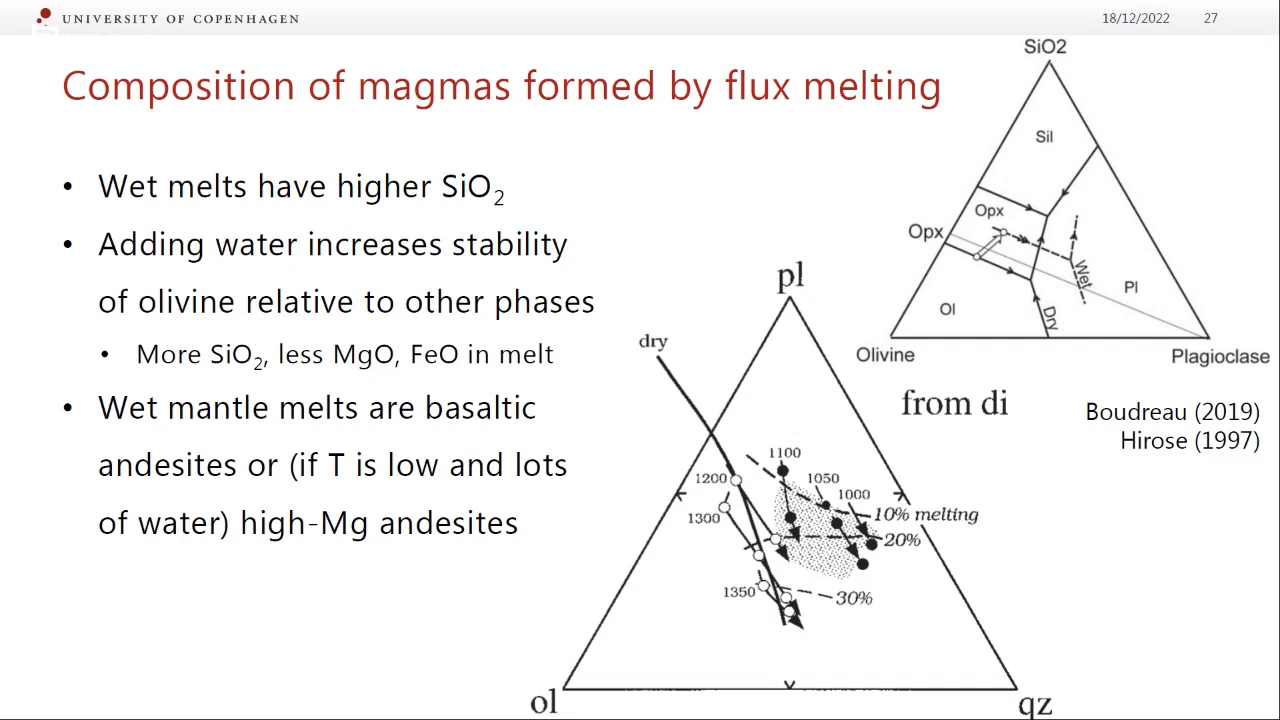 UNIVERSITY OF COPENHAGEN
18/12/2022
27
Composition of magmas formed by flux melting
• Wet melts have higher SiO₂
• Adding water increases stability
of olivine relative to other phases
• More SiO₂, less MgO, FeO in melt
• Wet mantle melts are basaltic
andesites or (if T is low and lots
of water) high-Mg andesites
SiO2
Sil
Opx
Opx
Wet
Pl
Ol
Dry
Olivine
Plagioclase
from di
Boudreau (2019)
Hirose (1997)
pl
dry
1100
1200
1050
1000
1300
10% melting
20%
1350
30%
ol
qz